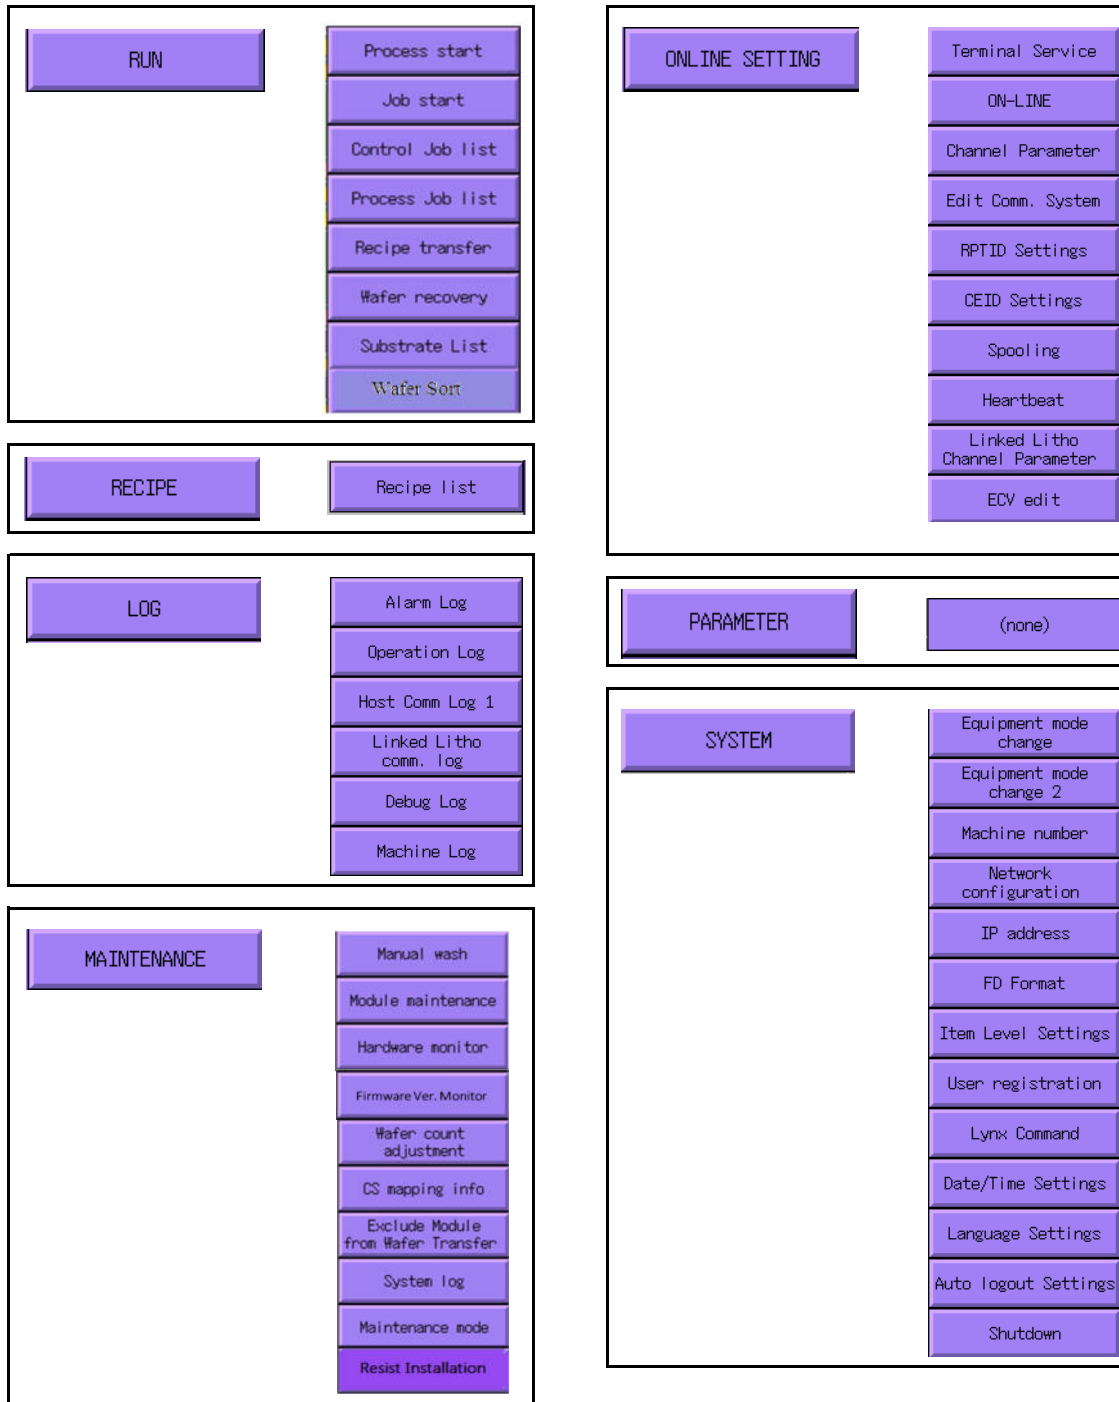 RUN
Process start
Job start
Control Job list
Process Job list
Recipe transfer
Wafer recovery
Substrate List
Wafer Sort
RECIPE
Recipe list
LOG
Alarm Log
Operation Log
Host Comm Log 1
Linked Litho
comm. log
Debug Log
Machine Log
MAINTENANCE
Manual wash
Module maintenance
Hardware monitor
Firmware Ver. Monitor
Wafer count
adjustment
CS mapping info
Exclude Module
from Wafer Transfer
System log
Maintenance mode
Resist Installation
ONLINE SETTING
Terminal Service
ON-LINE
Channel Parameter
Edit Comm. System
RPTID Settings
CEID Settings
Spooling
Heartbeat
Linked Litho
Channel Parameter
ECV edit
PARAMETER
(none)
SYSTEM
Equipment mode
change
Equipment mode
change 2
Machine number
Network
configuration
IP address
FD Format
Item Level Settings
User registration
Lynx Command
Date/Time Settings
Language Settings
Auto logout Settings
Shutdown